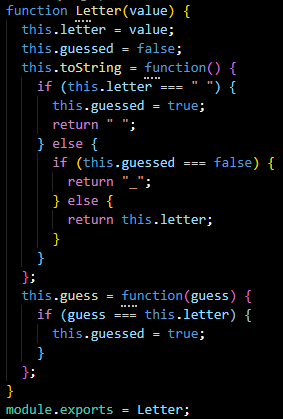 function Letter(value) {
  this.letter = value;
  this.guessed = false;
  this.toString = function() {
    if (this.letter === " ") {
      this.guessed = true;
      return " ";
    } else {
      if (this.guessed === false) {
        return "_";
      } else {
        return this.letter;
      }
    }
  };
  this.guess = function(guess) {
    if (guess === this.letter) {
      this.guessed = true;
    }
  };
}
module.exports = Letter;